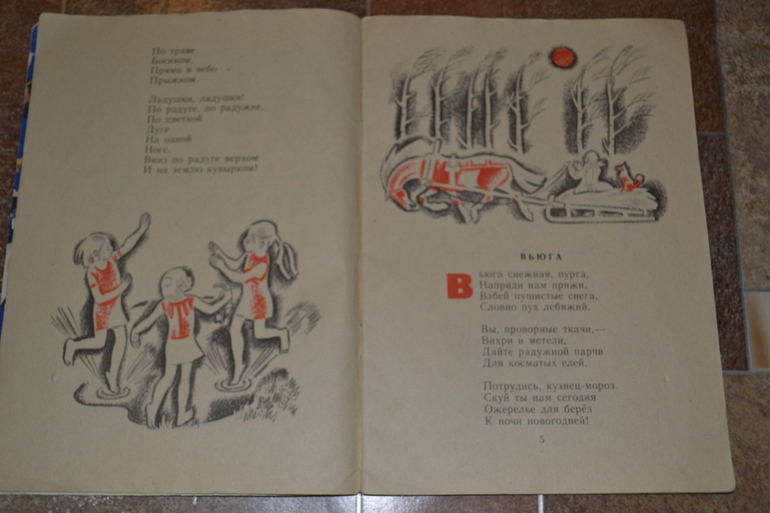 По траве
Босиком,
Прямо в небо
Прыжком.
Ладушки, ладушки!
По радуге, по радужке,
По цветной
Дуге
На одной
Ноге.
Вниз по радуге верхом
И на землю кувырком!
ВЬЮГА
Вьюга снежная, пурга,
Напряди нам пряжи,
Взбей пушистые снега,
Словно пух лебяжий.
Вы, проворные ткачи,—
Вихри и метели,
Дайте радужной парчи
Для косматых елей.
Потрудись, кузнец-мороз.
Скуй ты нам сегодня
Ожерелье для берёз
К ночи новогодней!
5